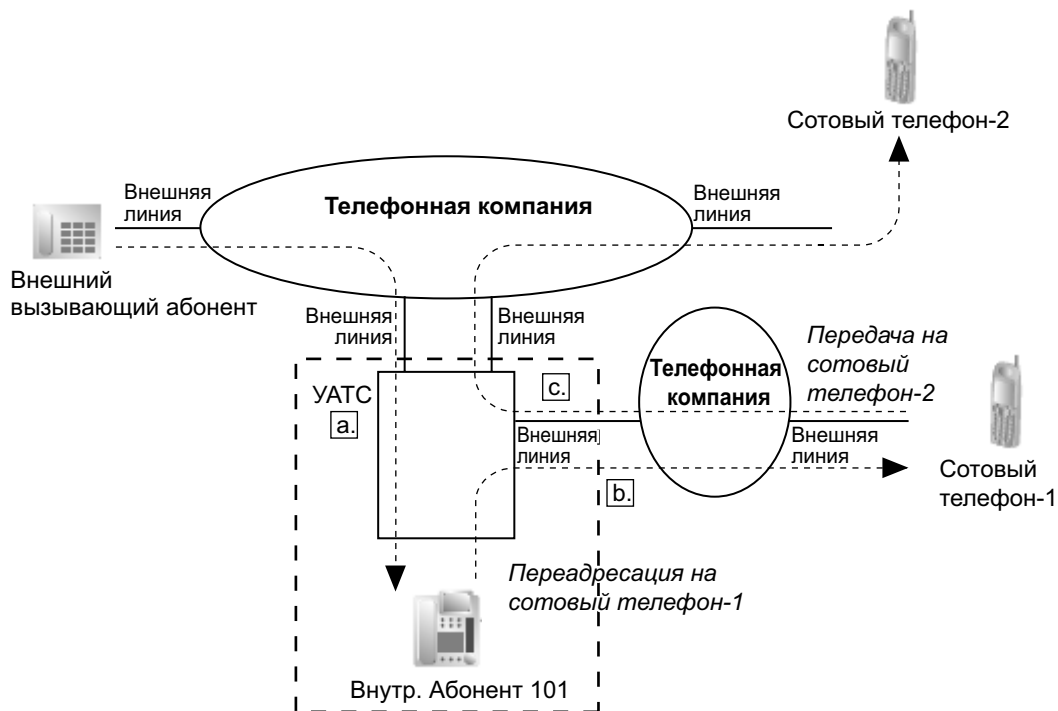 Сотовый телефон-2
Внешняя
линия
Телефонная компания
Внешняя
линия
Внешний
вызывающий абонент
Внешняя
линия
Внешняя
линия
Передача на
сотовый
телефон-2
Телефонная
компания
УАТС
a.
c.
Внешняя
линия
Внешняя
линия
Сотовый
телефон-1
b.
Переадресация на
сотовый телефон-1
Внутр. Абонент 101